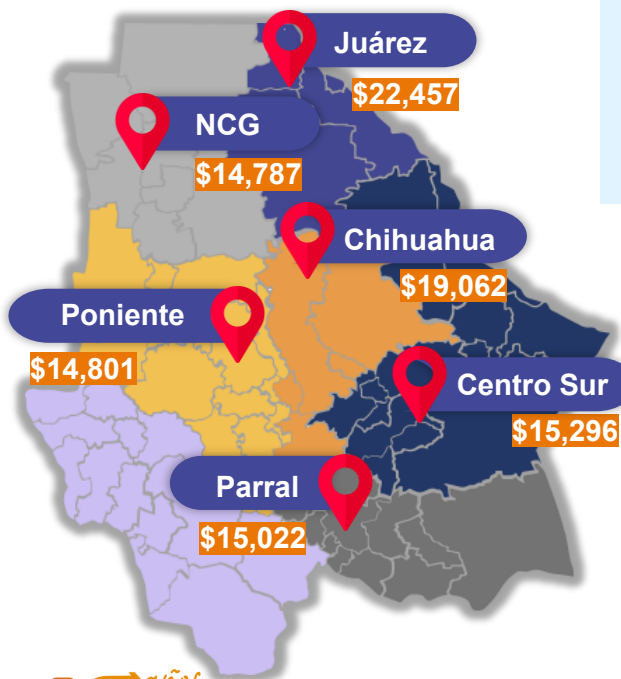 Juárez
$22,457
NCG
$14,787
Chihuahua
$19,062
Poniente
$14,801
Centro Sur
$15,296
Parral
$15,022